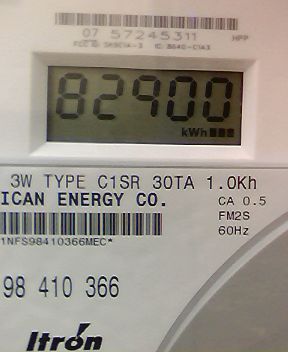 07 57245311 HPP
82900
kWh
3W TYPE C1SR 30TA 1.0Kh
ICAN ENERGY CO. CA 0.5
FM2S
60Hz
1NFS98410366MEC*
98 410 366
Itron